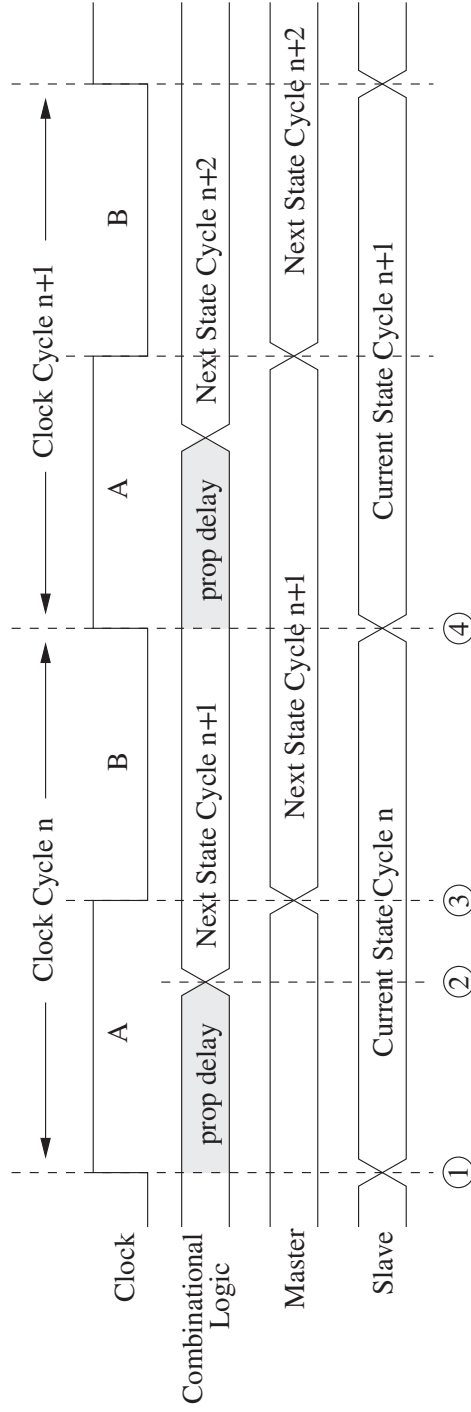 Clock Cycle n
Clock Cycle n+1
Clock
A
B
A
B
Combinational
Logic
prop delay
Next State Cycle n+1
prop delay
Next State Cycle n+2
Master
Next State Cycle n+1
Next State Cycle n+2
Slave
Current State Cycle n
Current State Cycle n+1
1
2
3
4